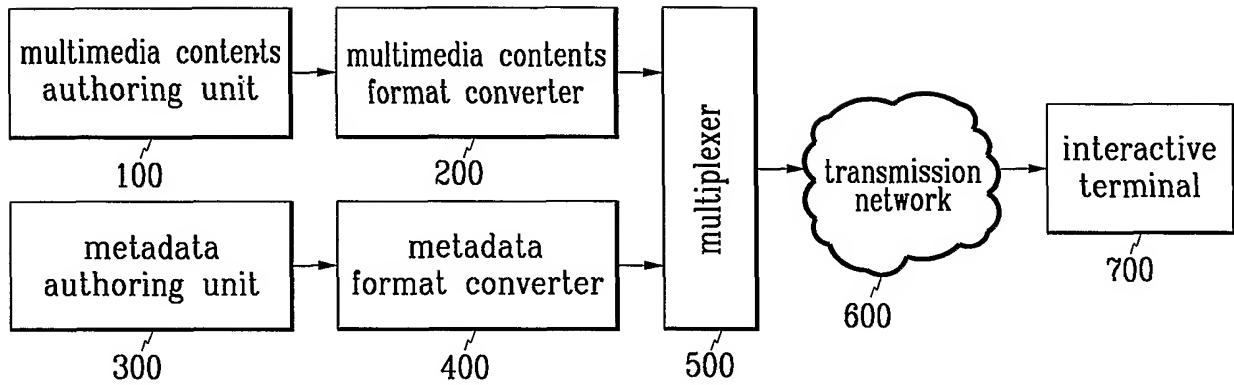 multimedia contents
authoring unit
100
multimedia contents
format converter
200
metadata
authoring unit
300
metadata
format converter
400
multiplexer
500
transmission
network
600
interactive
terminal
700